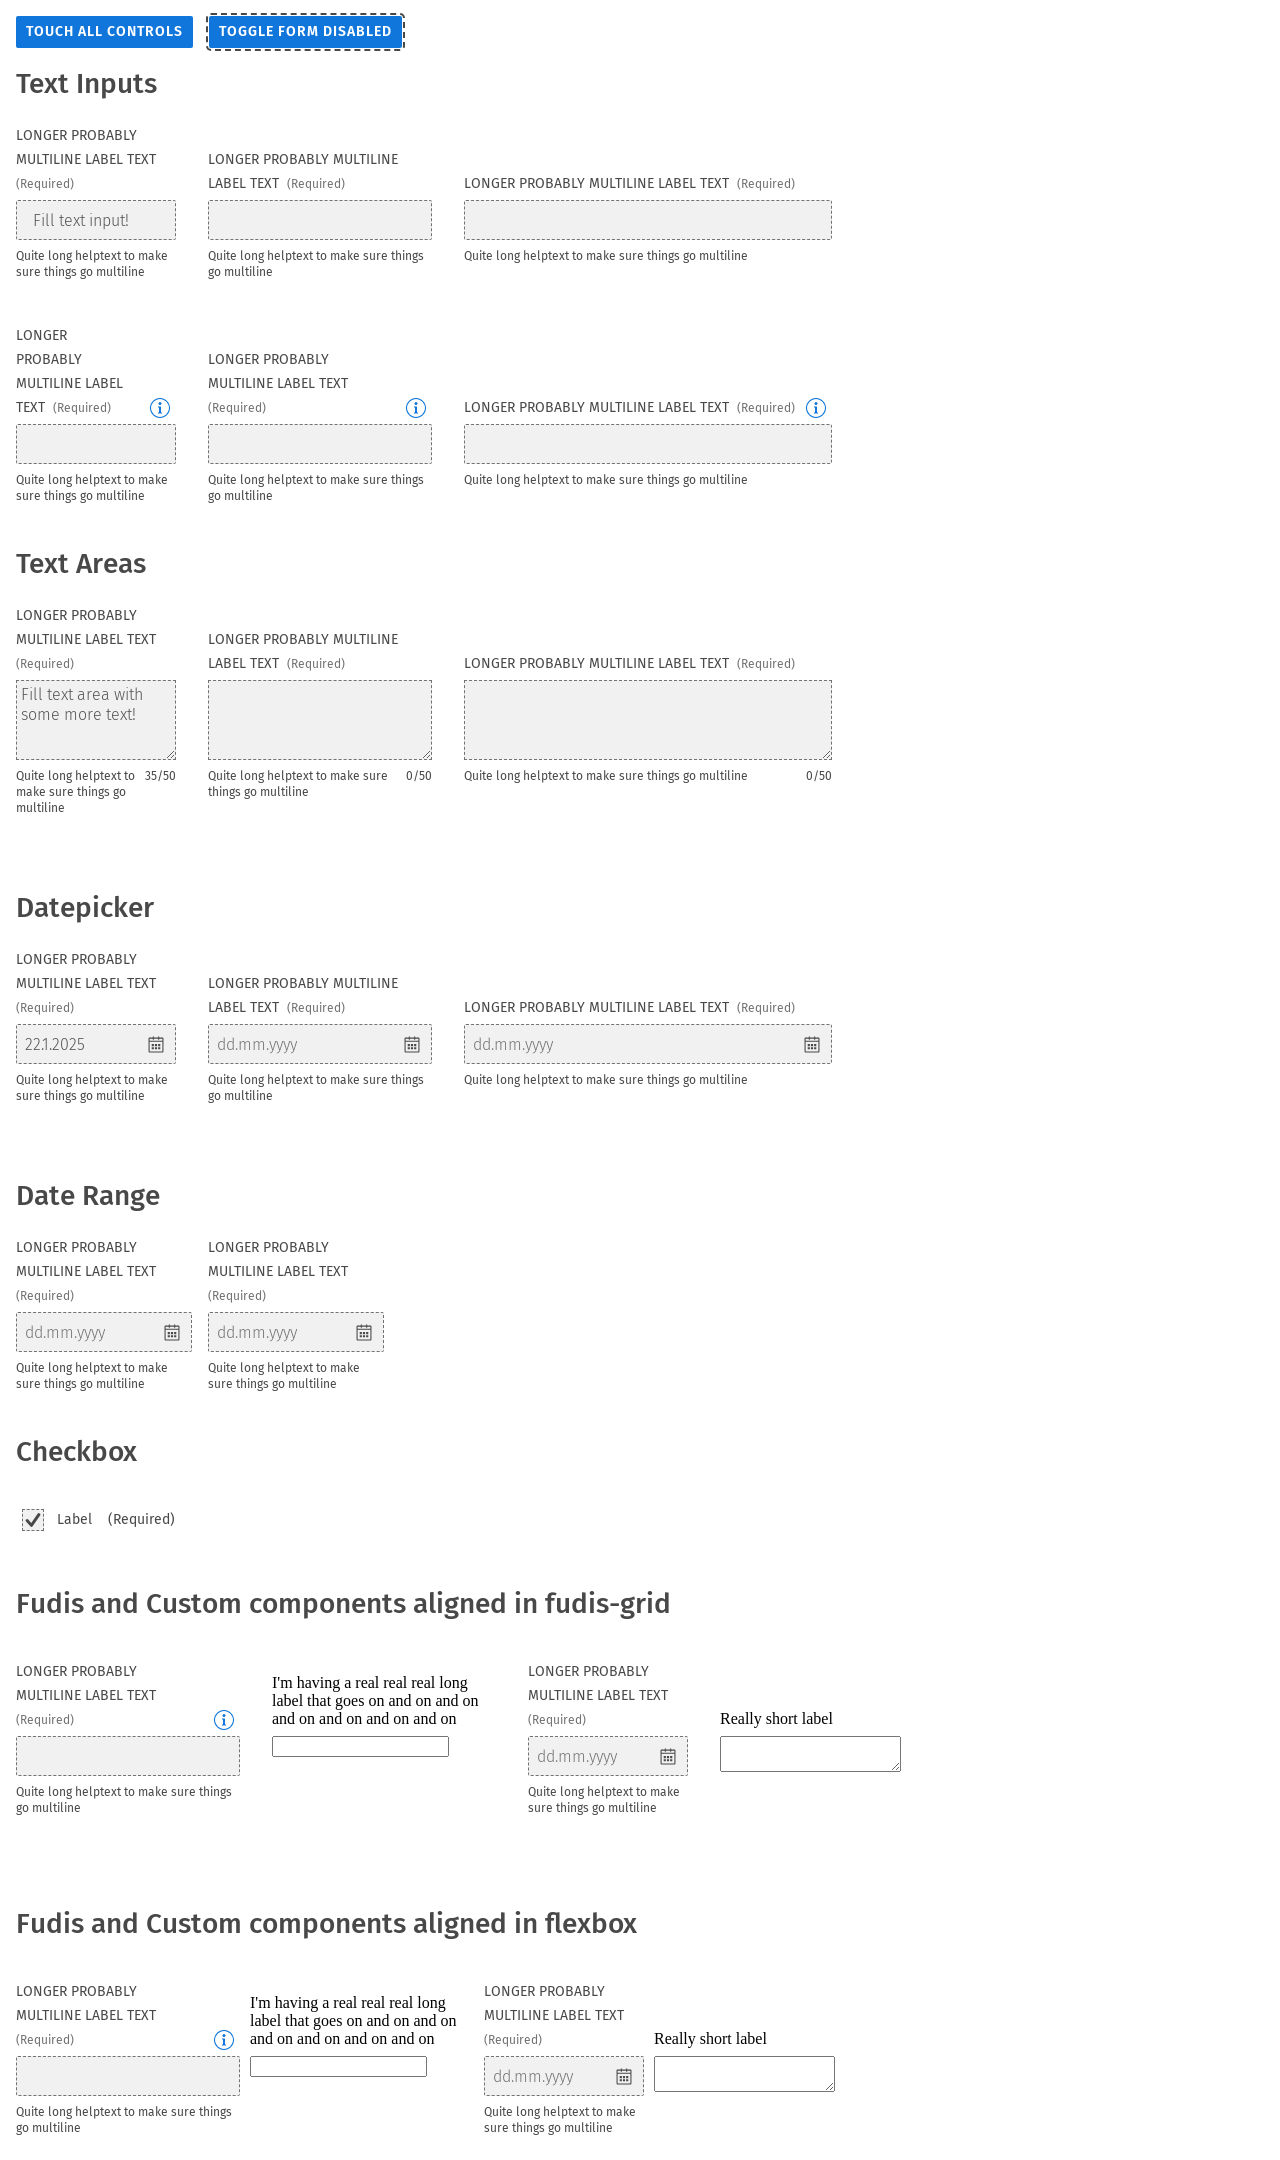 TOUCH ALL CONTROLS TOGGLE FORM DISABLED
Text Inputs
LONGER PROBABLY
MULTILINE LABEL TEXT
(Required)
Fill text input!
Quite long helptext to make
sure things go multiline
LONGER PROBABLY MULTILINE
LABEL TEXT (Required)
Quite long helptext to make sure things
go multiline
LONGER PROBABLY MULTILINE LABEL TEXT (Required)
Quite long helptext to make sure things go multiline
LONGER
PROBABLY
MULTILINE LABEL
TEXT (Required)
Quite long helptext to make
sure things go multiline
LONGER PROBABLY
MULTILINE LABEL TEXT
(Required)
Quite long helptext to make sure things
go multiline
LONGER PROBABLY MULTILINE LABEL TEXT (Required)
Quite long helptext to make sure things go multiline
Text Areas
LONGER PROBABLY
MULTILINE LABEL TEXT
(Required)
Fill text area with
some more text!
Quite long helptext to 35/50
make sure things go
multiline
LONGER PROBABLY MULTILINE
LABEL TEXT (Required)
Quite long helptext to make sure 0/50
things go multiline
LONGER PROBABLY MULTILINE LABEL TEXT (Required)
Quite long helptext to make sure things go multiline 0/50
Datepicker
LONGER PROBABLY
MULTILINE LABEL TEXT
(Required)
22.1.2025
Quite long helptext to make
sure things go multiline
LONGER PROBABLY MULTILINE
LABEL TEXT (Required)
dd.mm.yyyy
Quite long helptext to make sure things
go multiline
LONGER PROBABLY MULTILINE LABEL TEXT (Required)
dd.mm.yyyy
Quite long helptext to make sure things go multiline
Date Range
LONGER PROBABLY
MULTILINE LABEL TEXT
(Required)
dd.mm.yyyy
Quite long helptext to make
sure things go multiline
LONGER PROBABLY
MULTILINE LABEL TEXT
(Required)
dd.mm.yyyy
Quite long helptext to make
sure things go multiline
Checkbox
Label (Required)
Fudis and Custom components aligned in fudis-grid
LONGER PROBABLY
MULTILINE LABEL TEXT
(Required)
Quite long helptext to make sure things
go multiline
I'm having a real real real long
label that goes on and on and on
and on and on and on and on
LONGER PROBABLY
MULTILINE LABEL TEXT
(Required)
dd.mm.yyyy
Quite long helptext to make
sure things go multiline
Really short label
Fudis and Custom components aligned in flexbox
LONGER PROBABLY
MULTILINE LABEL TEXT
(Required)
Quite long helptext to make sure things
go multiline
I'm having a real real real long
label that goes on and on and on
and on and on and on and on
LONGER PROBABLY
MULTILINE LABEL TEXT
(Required)
dd.mm.yyyy
Quite long helptext to make
sure things go multiline
Really short label